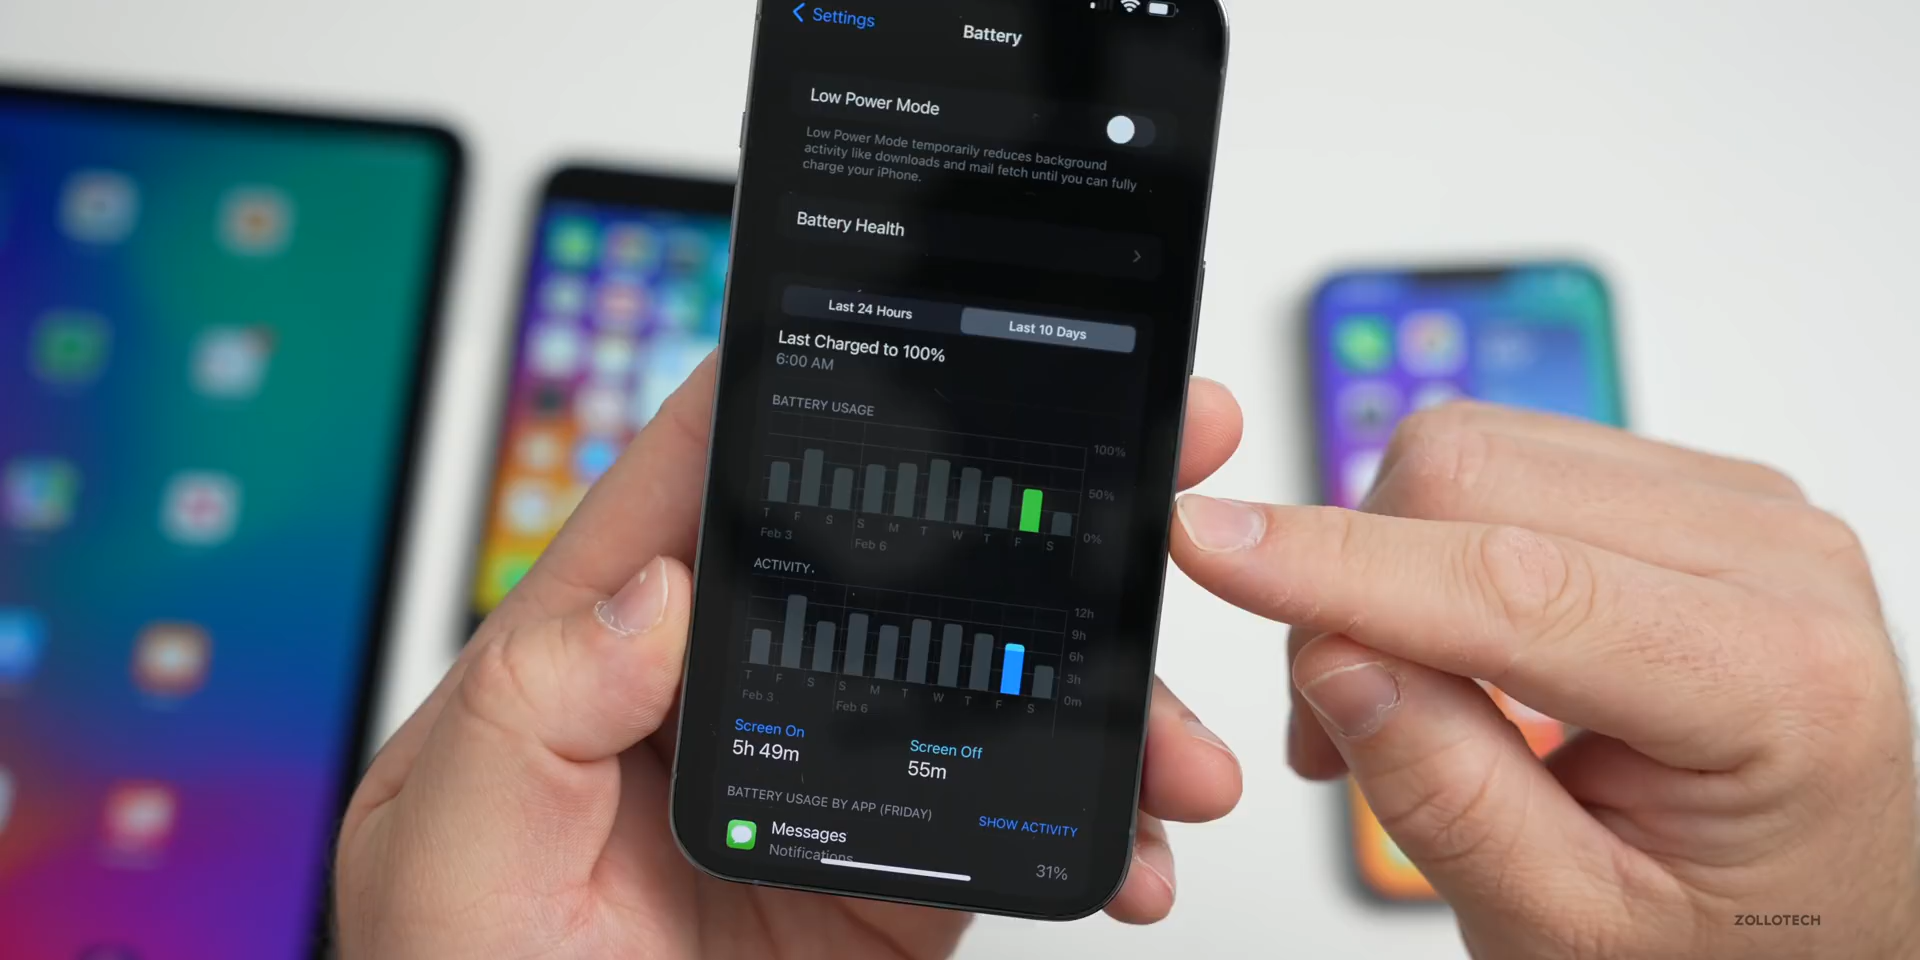 Settings
Battery
Low Power Mode
Low Power Mode temporarily reduces background
activity like downloads and mail fetch until you can fully
charge your iPhone.
Battery Health
Last 24 Hours
Last 10 Days
Last Charged to 100%
6:00 AM
BATTERY USAGE
100%
50%
0%
T F S S M T W T F S
Feb 3 Feb 6
ACTIVITY
12h
9h
6h
3h
0m
T F S S M T W T F S
Feb 3 Feb 6
Screen On
5h 49m
Screen Off
55m
BATTERY USAGE BY APP (FRIDAY)
SHOW ACTIVITY
Messages
Notifications
31%
ZOLLOTECH